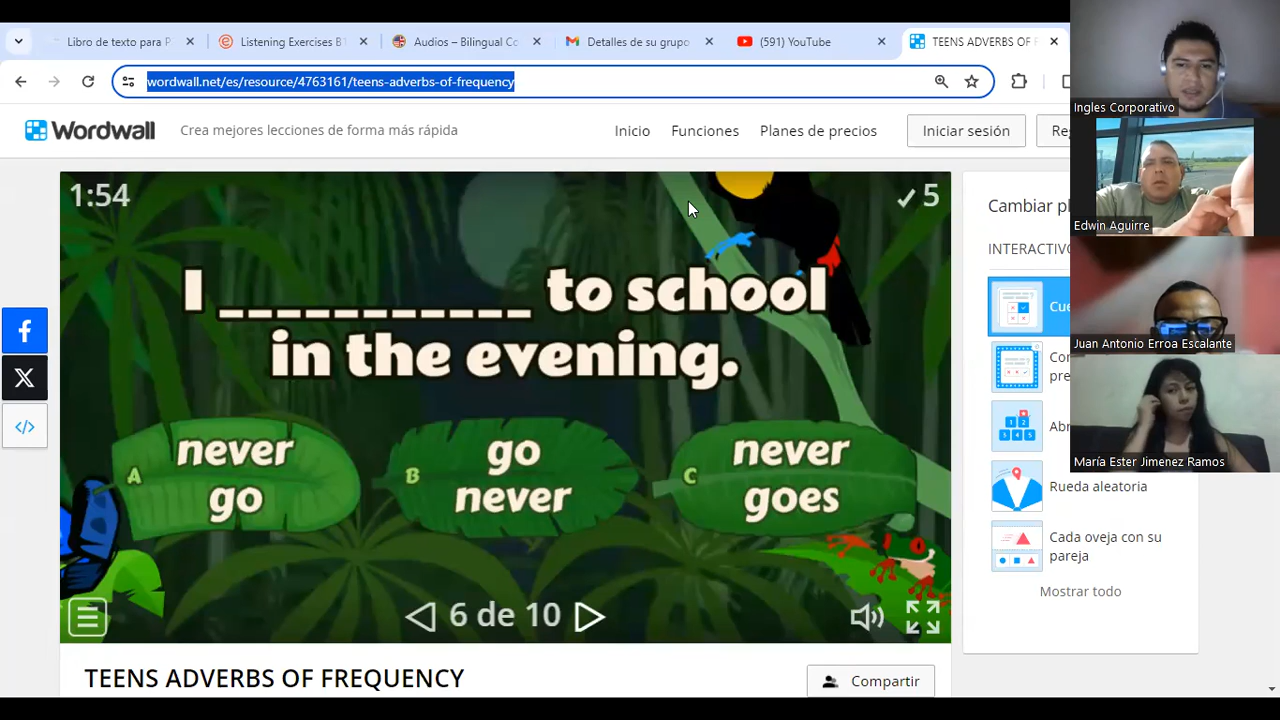 Libro de texto para P
Listening Exercises B1
Audios – Bilingual Co
Detalles de su grupo
(591) YouTube
TEENS ADVERBS OF F
wordwall.net/es/resource/4763161/teens-adverbs-of-frequency
Wordwall
Crea mejores lecciones de forma más rápida
Inicio
Funciones
Planes de precios
Iniciar sesión
Re
Ingles Corporativo
Edwin Aguirre
Juan Antonio Erroa Escalante
María Ester Jimenez Ramos
1:54
5
I ___________ to school
in the evening.
A never
go
B go
never
C never
goes
6 de 10
Cambiar pl
INTERACTIVO
Cue
Con
pre
Abr
Rueda aleatoria
Cada oveja con su
pareja
Mostrar todo
TEENS ADVERBS OF FREQUENCY
Compartir